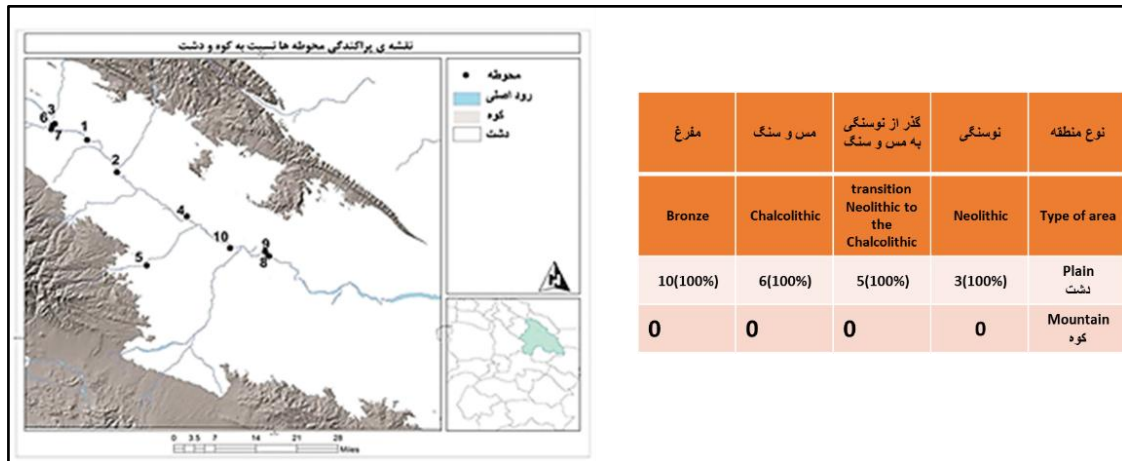 نقشه ی پراکندگی محوطه ها نسبت به کوه و دشت
محوطه
رود اصلی
کوه
دشت
3
6
7
1
2
4
5
10
9
8
0 3.5 7 14 21 28
Miles
نوع منطقه نوسنگی گذر از نوسنگی به مس و سنگ مس و سنگ مفرغ
Type of area Neolithic transition Neolithic to the Chalcolithic Chalcolithic Bronze
Plain دشت 3(100%) 5(100%) 6(100%) 10(100%)
Mountain کوه 0 0 0 0